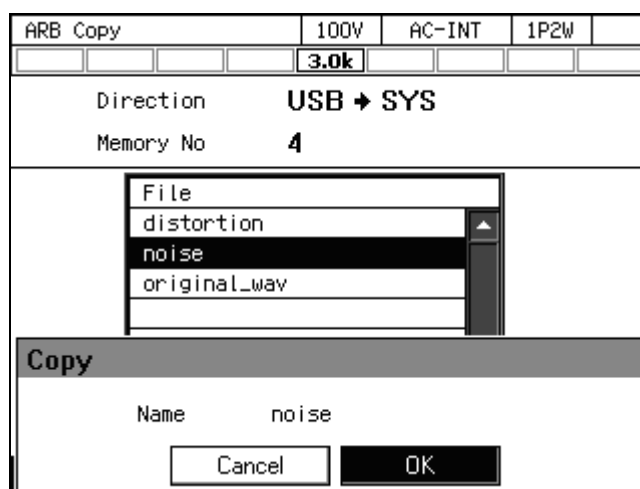 ARB Copy 100V AC-INT 1P2W
3.0k
Direction USB → SYS
Memory No 4
File
distortion
noise
original_wav
Copy
Name noise
Cancel OK